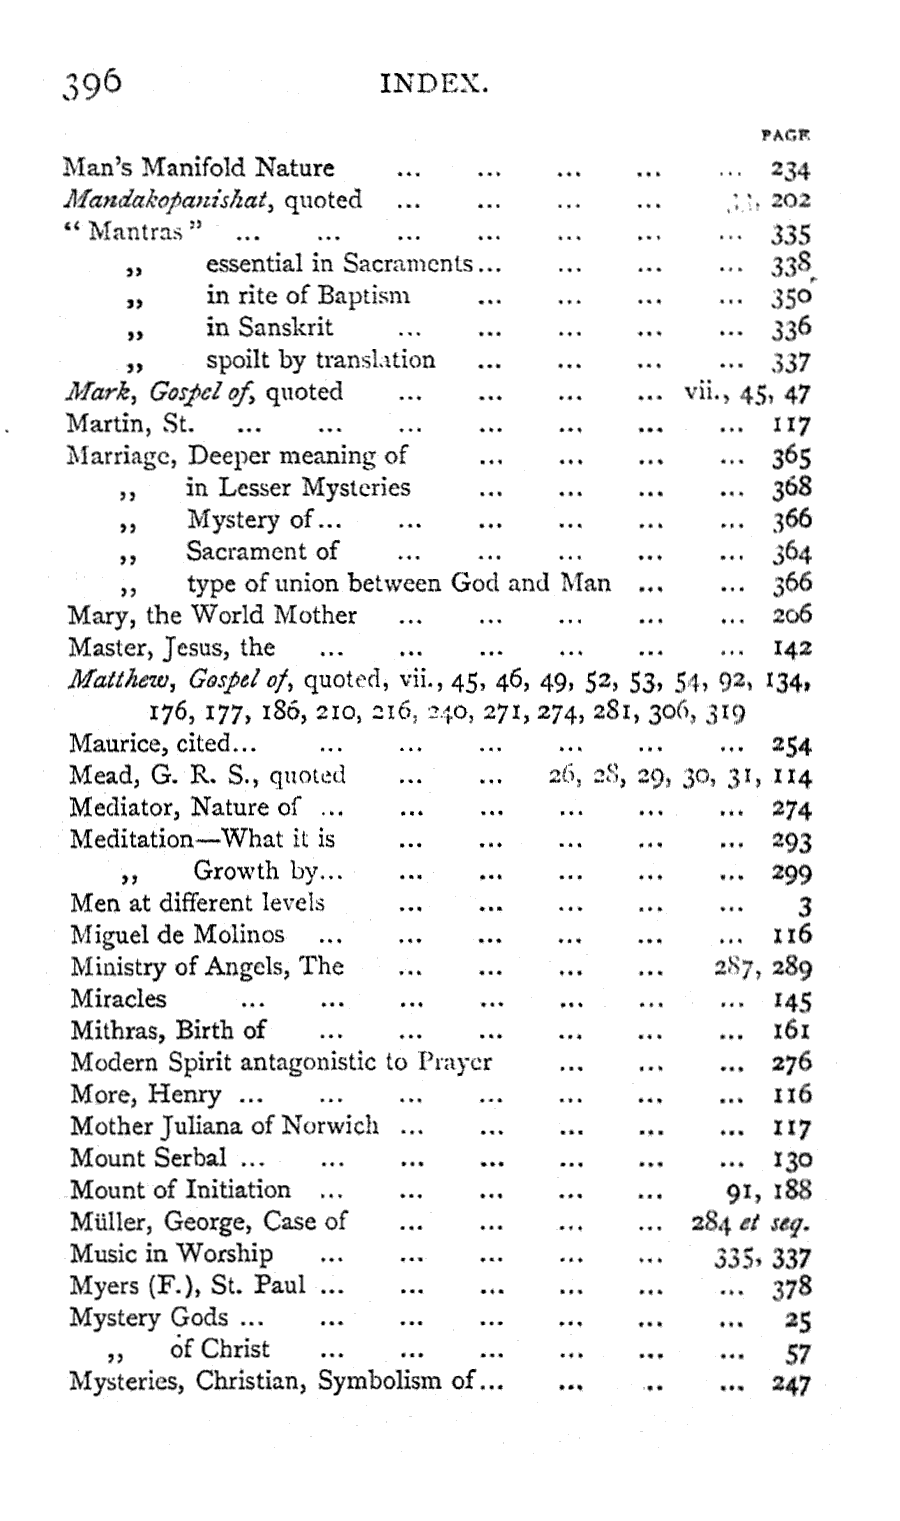 396 INDEX.
PAGE
Man's Manifold Nature ... ... ... ... ... 234
Mandakopanishat, quoted ... ... ... ... 202
“ Mantras ” ... ... ... ... ... ... ... 335
„ essential in Sacraments... ... ... ... 338
„ in rite of Baptism ... ... ... ... 350
„ in Sanskrit ... ... ... ... ... 336
„ spoilt by translation ... ... ... ... 337
Mark, Gospel of, quoted ... ... ... ... vii., 45, 47
Martin, St. ... ... ... ... ... ... ... 117
Marriage, Deeper meaning of ... ... ... ... 365
„ in Lesser Mysteries ... ... ... ... 368
„ Mystery of... ... ... ... ... ... 366
„ Sacrament of ... ... ... ... ... 364
„ type of union between God and Man ... ... 366
Mary, the World Mother ... ... ... ... ... 206
Master, Jesus, the ... ... ... ... ... ... 142
Matthew, Gospel of, quoted, vii., 45, 46, 49, 52, 53, 54, 92, 134,
176, 177, 186, 210, 216, 240, 271, 274, 281, 306, 319
Maurice, cited... ... ... ... ... ... ... 254
Mead, G. R. S., quoted ... ... 26, 28, 29, 30, 31, 114
Mediator, Nature of ... ... ... ... ... ... 274
Meditation—What it is ... ... ... ... ... 293
„ Growth by... ... ... ... ... ... 299
Men at different levels ... ... ... ... ... 3
Miguel de Molinos ... ... ... ... ... ... 116
Ministry of Angels, The ... ... ... ... 287, 289
Miracles ... ... ... ... ... ... ... 145
Mithras, Birth of ... ... ... ... ... ... 161
Modern Spirit antagonistic to Prayer ... ... ... 276
More, Henry ... ... ... ... ... ... ... 116
Mother Juliana of Norwich ... ... ... ... ... 117
Mount Serbal ... ... ... ... ... ... ... 130
Mount of Initiation ... ... ... ... ... 91, 188
Müller, George, Case of ... ... ... ... 284 et seq.
Music in Worship ... ... ... ... ... 335, 337
Myers (F.), St. Paul ... ... ... ... ... ... 378
Mystery Gods ... ... ... ... ... ... ... 25
„ of Christ ... ... ... ... ... ... 57
Mysteries, Christian, Symbolism of... ... .. ... 247